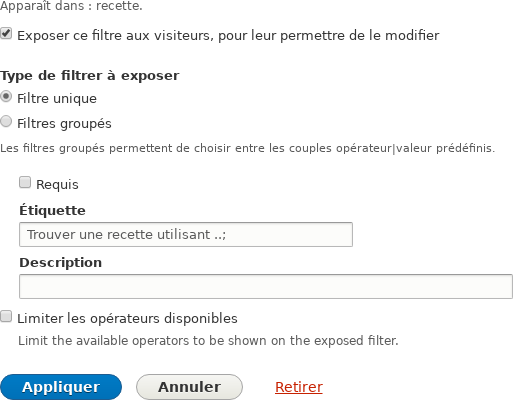 Apparaît dans : recette.
Exposer ce filtre aux visiteurs, pour leur permettre de le modifier
Type de filtrer à exposer
Filtre unique
Filtres groupés
Les filtres groupés permettent de choisir entre les couples opérateur|valeur prédéfinis.
Requis
Étiquette
Trouver une recette utilisant ..;
Description
Limiter les opérateurs disponibles
Limit the available operators to be shown on the exposed filter.
Appliquer Annuler Retirer